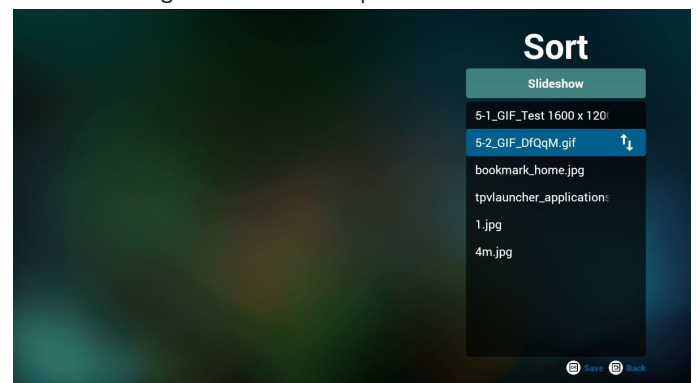 Sort
Slideshow
5-1_GIF_Test 1600 x 120
5-2_GIF_DfQqM.gif
bookmark_home.jpg
tpvlauncher_application
1.jpg
4m.jpg
Save Back